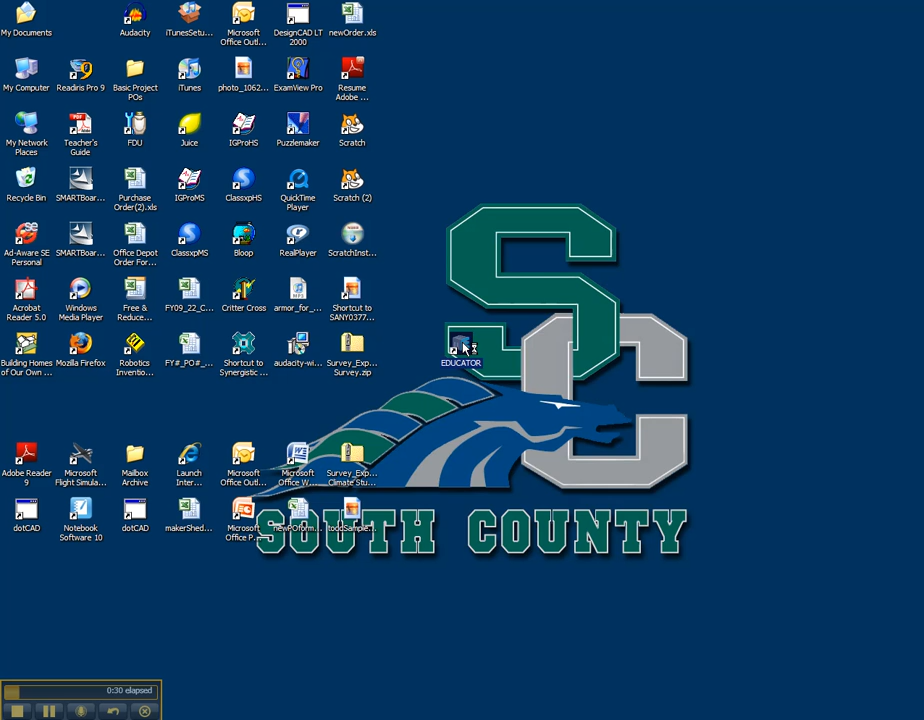 My Documents
Audacity
iTunesSetu...
Microsoft
Office Outl...
DesignCAD LT
2000
newOrder.xls
My Computer
Readiris Pro 9
Basic Project
POs
iTunes
photo_1062...
ExamView Pro
Resume
Adobe ...
My Network
Places
Teacher's
Guide
FDU
Juice
IGProHS
Puzzlemaker
Scratch
Recycle Bin
SMARTBoar...
Purchase
Order(2).xls
IGProMS
ClassxpHS
QuickTime
Player
Scratch (2)
Ad-Aware SE
Personal
SMARTBoar...
Office Depot
Order For...
ClassxpMS
Bloop
RealPlayer
ScratchInst...
Acrobat
Reader 5.0
Windows
Media Player
Free &
Reduce...
FY09_22_C...
Critter Cross
armor_for_...
Shortcut to
SANY0377...
Building Homes
of Our Own ...
Mozilla Firefox
Robotics
Inventio...
FY#_PO#_...
Shortcut to
Synergistic ...
audacity-wi...
Survey_Exp...
Survey.zip
EDUCATOR
Adobe Reader
9
Microsoft
Flight Simula...
Mailbox
Archive
Launch
Inter...
Microsoft
Office Outl...
Microsoft
Office W...
Survey_Exp...
Climate Stu...
dotCAD
Notebook
Software 10
dotCAD
makerShed...
Microsoft
Office P...
newPOform...
toddSample...
SC
SOUTH COUNTY
0:30 elapsed